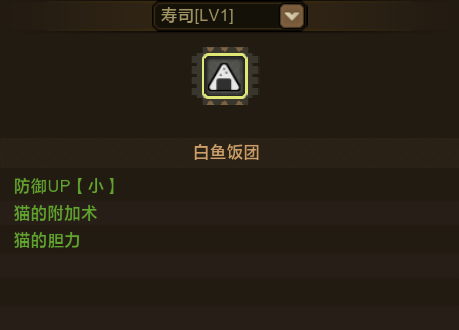 寿司[LV1]
白鱼饭团
防御UP【小】
猫的附加术
猫的胆力